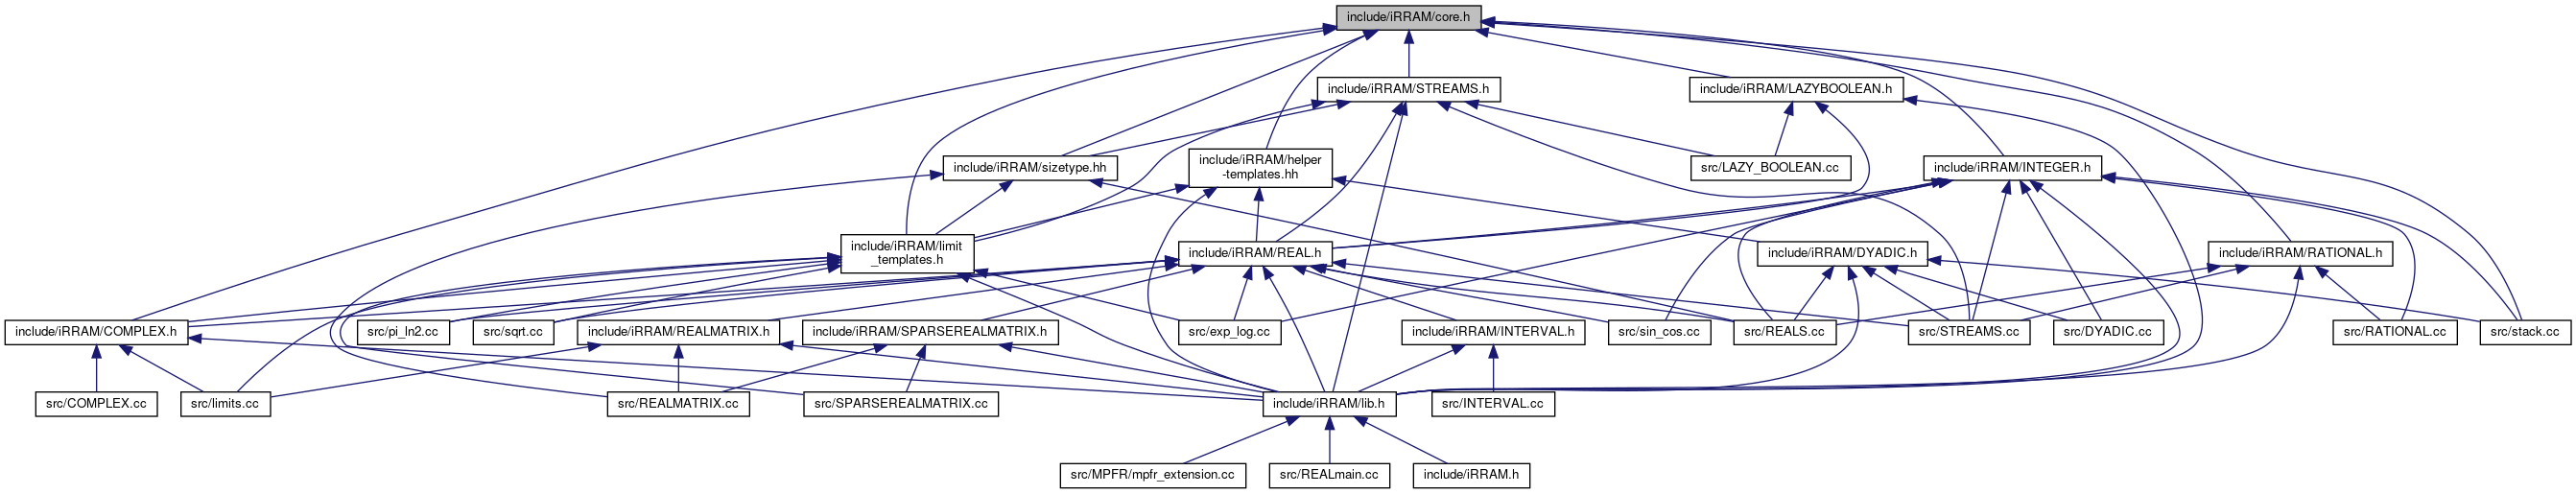 include/iRRAM/core.h
include/iRRAM/STREAMS.h
include/iRRAM/LAZYBOOLEAN.h
include/iRRAM/sizetype.hh
include/iRRAM/helper
-templates.hh
src/LAZY_BOOLEAN.cc
include/iRRAM/INTEGER.h
include/iRRAM/limit
_templates.h
include/iRRAM/REAL.h
include/iRRAM/DYADIC.h
include/iRRAM/RATIONAL.h
include/iRRAM/COMPLEX.h
src/pi_ln2.cc
src/sqrt.cc
include/iRRAM/REALMATRIX.h
include/iRRAM/SPARSEREALMATRIX.h
src/exp_log.cc
include/iRRAM/INTERVAL.h
src/sin_cos.cc
src/REALS.cc
src/STREAMS.cc
src/DYADIC.cc
src/RATIONAL.cc
src/stack.cc
src/COMPLEX.cc
src/limits.cc
src/REALMATRIX.cc
src/SPARSEREALMATRIX.cc
include/iRRAM/lib.h
src/INTERVAL.cc
src/MPFR/mpfr_extension.cc
src/REALmain.cc
include/iRRAM.h